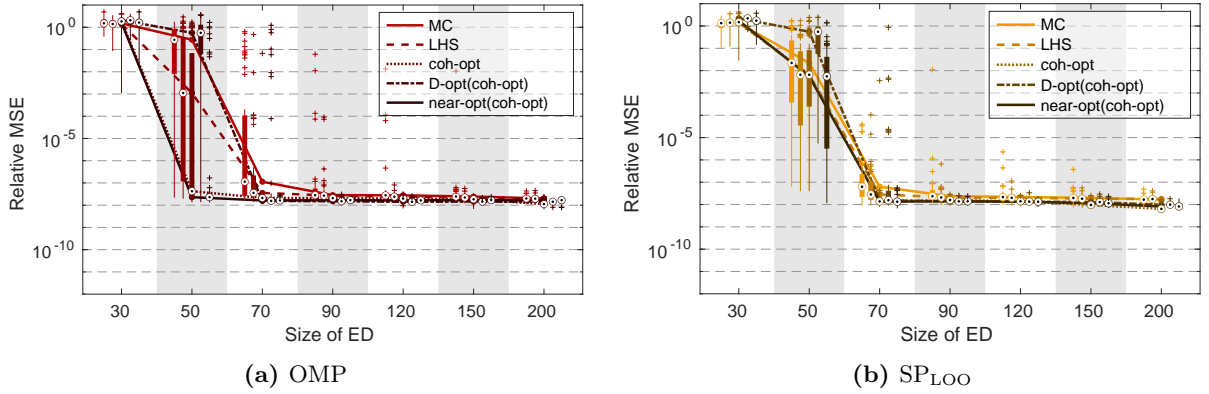 10^0
10^-5
10^-10
Relative MSE
MC
LHS
coh-opt
D-opt(coh-opt)
near-opt(coh-opt)
30 50 70 90 120 150 200
Size of ED
(a) OMP
10^0
10^-5
10^-10
Relative MSE
MC
LHS
coh-opt
D-opt(coh-opt)
near-opt(coh-opt)
30 50 70 90 120 150 200
Size of ED
(b) SP_LOO